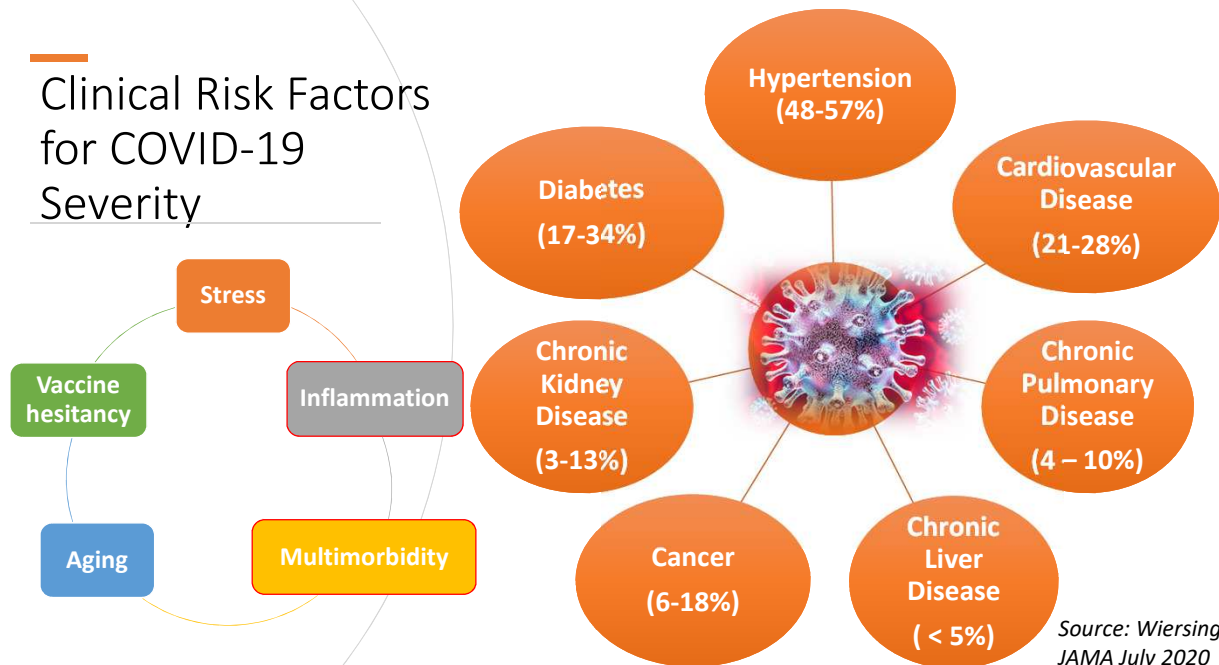 Clinical Risk Factors
for COVID-19
Severity
Stress
Inflammation
Multimorbidity
Aging
Vaccine
hesitancy
Hypertension
(48-57%)
Cardiovascular
Disease
(21-28%)
Chronic
Pulmonary
Disease
(4 – 10%)
Chronic
Liver
Disease
( < 5%)
Cancer
(6-18%)
Chronic
Kidney
Disease
(3-13%)
Diabetes
(17-34%)
Source: Wiersing
JAMA July 2020